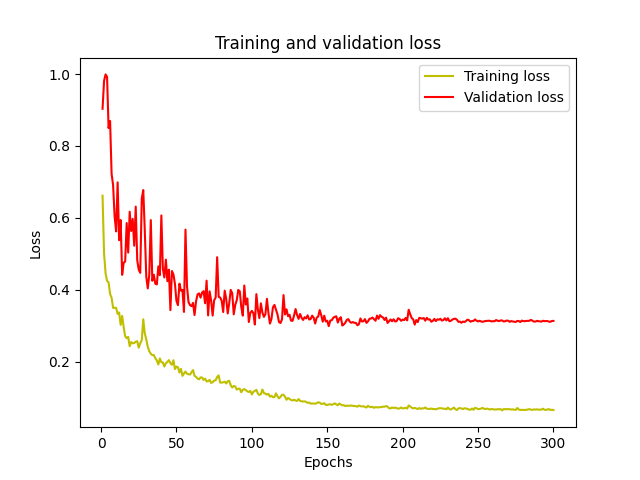 Training and validation loss
Training loss
Validation loss
1.0
0.8
0.6
0.4
0.2
Loss
0 50 100 150 200 250 300
Epochs